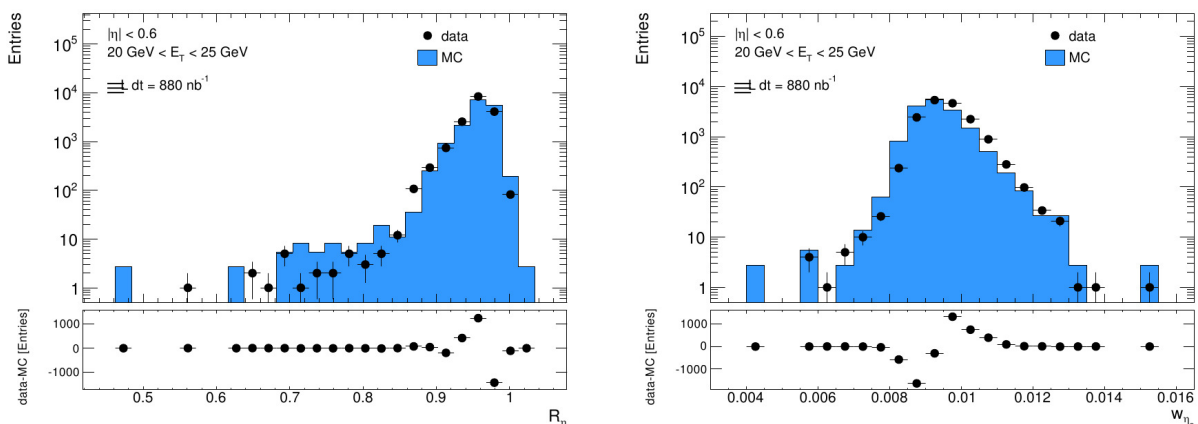 Entries
10⁵
10⁴
10³
10²
10
1
|η| < 0.6
20 GeV < E_T < 25 GeV
L dt = 880 nb⁻¹
data
MC
data-MC [Entries]
1000
0
-1000
0.5 0.6 0.7 0.8 0.9 1
R_η
Entries
10⁵
10⁴
10³
10²
10
1
|η| < 0.6
20 GeV < E_T < 25 GeV
L dt = 880 nb⁻¹
data
MC
data-MC [Entries]
1000
0
-1000
0.004 0.006 0.008 0.01 0.012 0.014 0.016
w_η